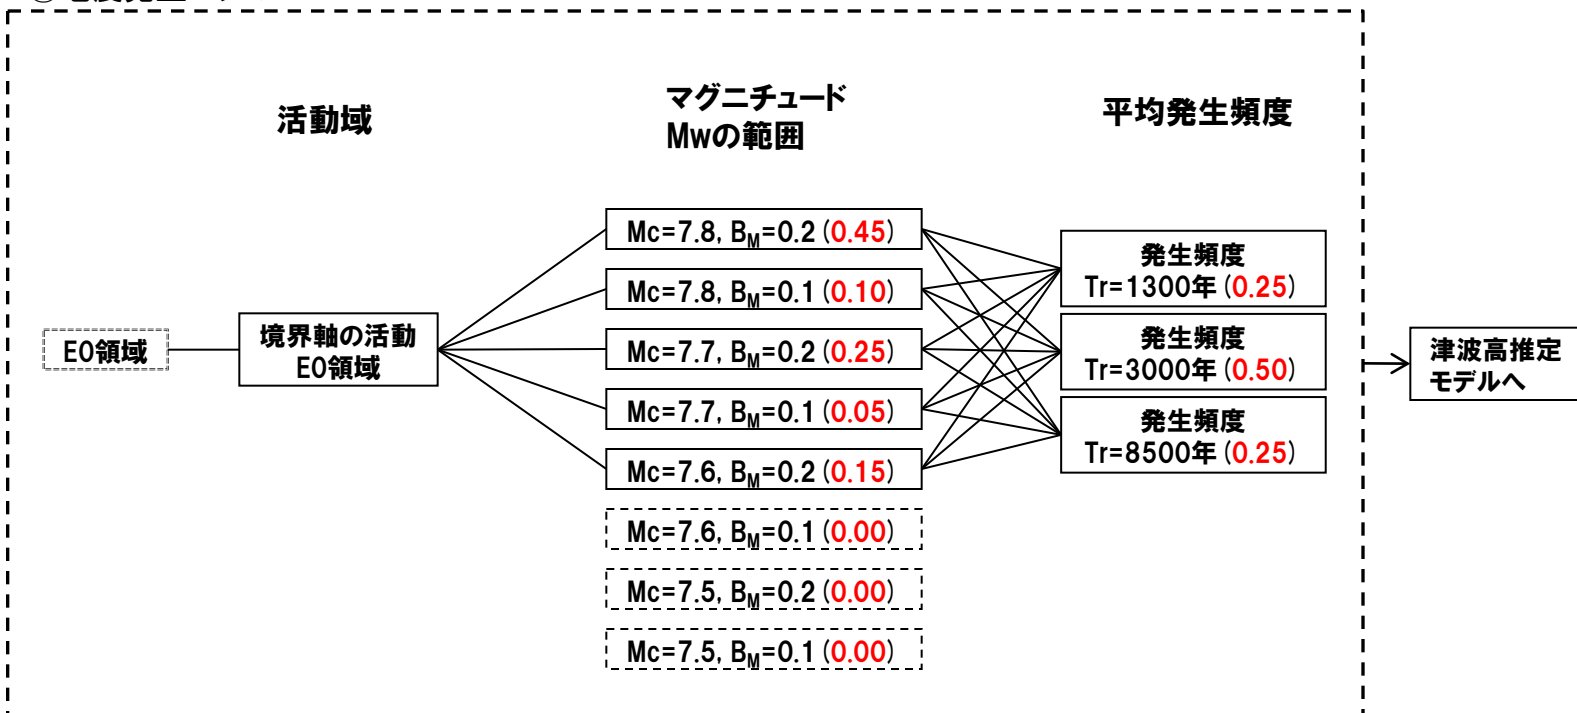 活動域
マグニチュード
Mwの範囲
平均発生頻度
Mc=7.8, BM=0.2 (0.45)
Mc=7.8, BM=0.1 (0.10)
Mc=7.7, BM=0.2 (0.25)
Mc=7.7, BM=0.1 (0.05)
Mc=7.6, BM=0.2 (0.15)
Mc=7.6, BM=0.1 (0.00)
Mc=7.5, BM=0.2 (0.00)
Mc=7.5, BM=0.1 (0.00)
E0領域
境界軸の活動
E0領域
発生頻度
Tr=1300年 (0.25)
発生頻度
Tr=3000年 (0.50)
発生頻度
Tr=8500年 (0.25)
津波高推定
モデルへ